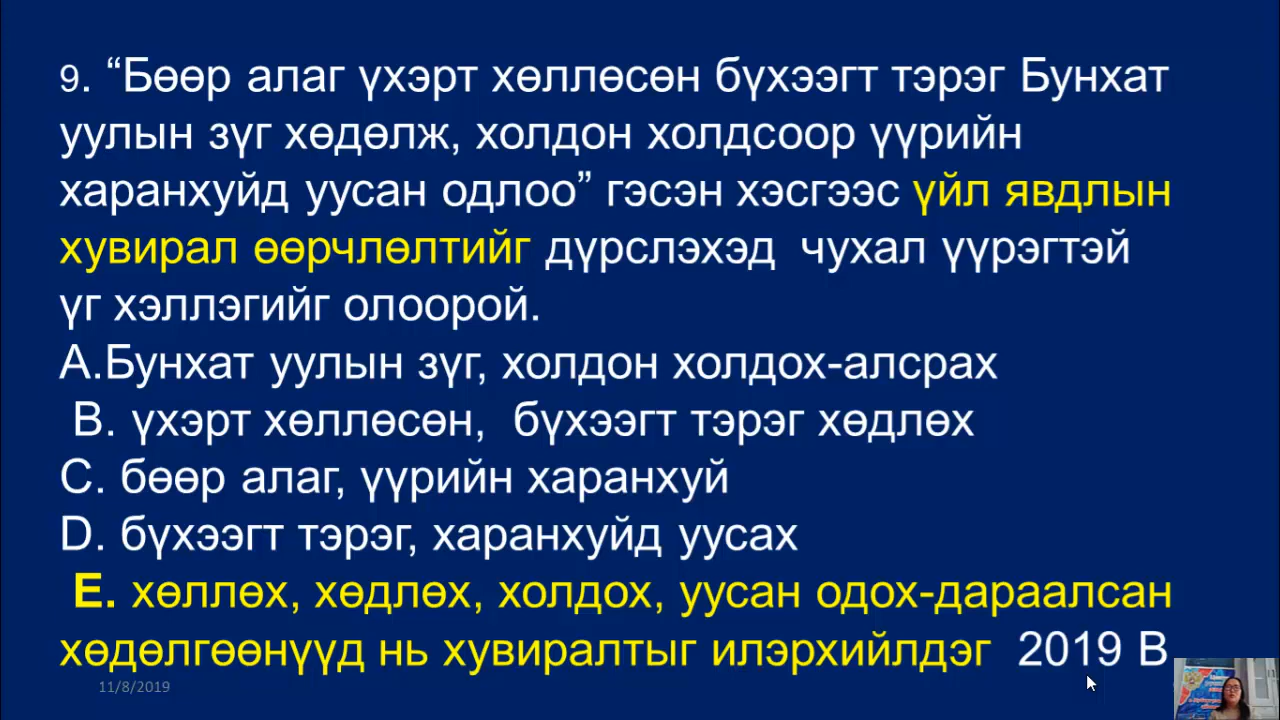 9. “Бөөр алаг үхэрт хөллөсөн бүхээгт тэрэг Бунхат
уулын зүг хөдөлж, холдон холдсоор үүрийн
харанхуйд уусан одлоо” гэсэн хэсгээс үйл явдлын
хувирал өөрчлөлтийг дүрслэхэд чухал үүрэгтэй
үг хэллэгийг олоорой.
А.Бунхат уулын зүг, холдон холдох-алсрах
В. үхэрт хөллөсөн, бүхээгт тэрэг хөдлөх
С. бөөр алаг, үүрийн харанхуй
D. бүхээгт тэрэг, харанхуйд уусах
Е. хөллөх, хөдлөх, холдох, уусан одох-дараалсан
хөдөлгөөнүүд нь хувиралтыг илэрхийлдэг 2019 В
11/8/2019